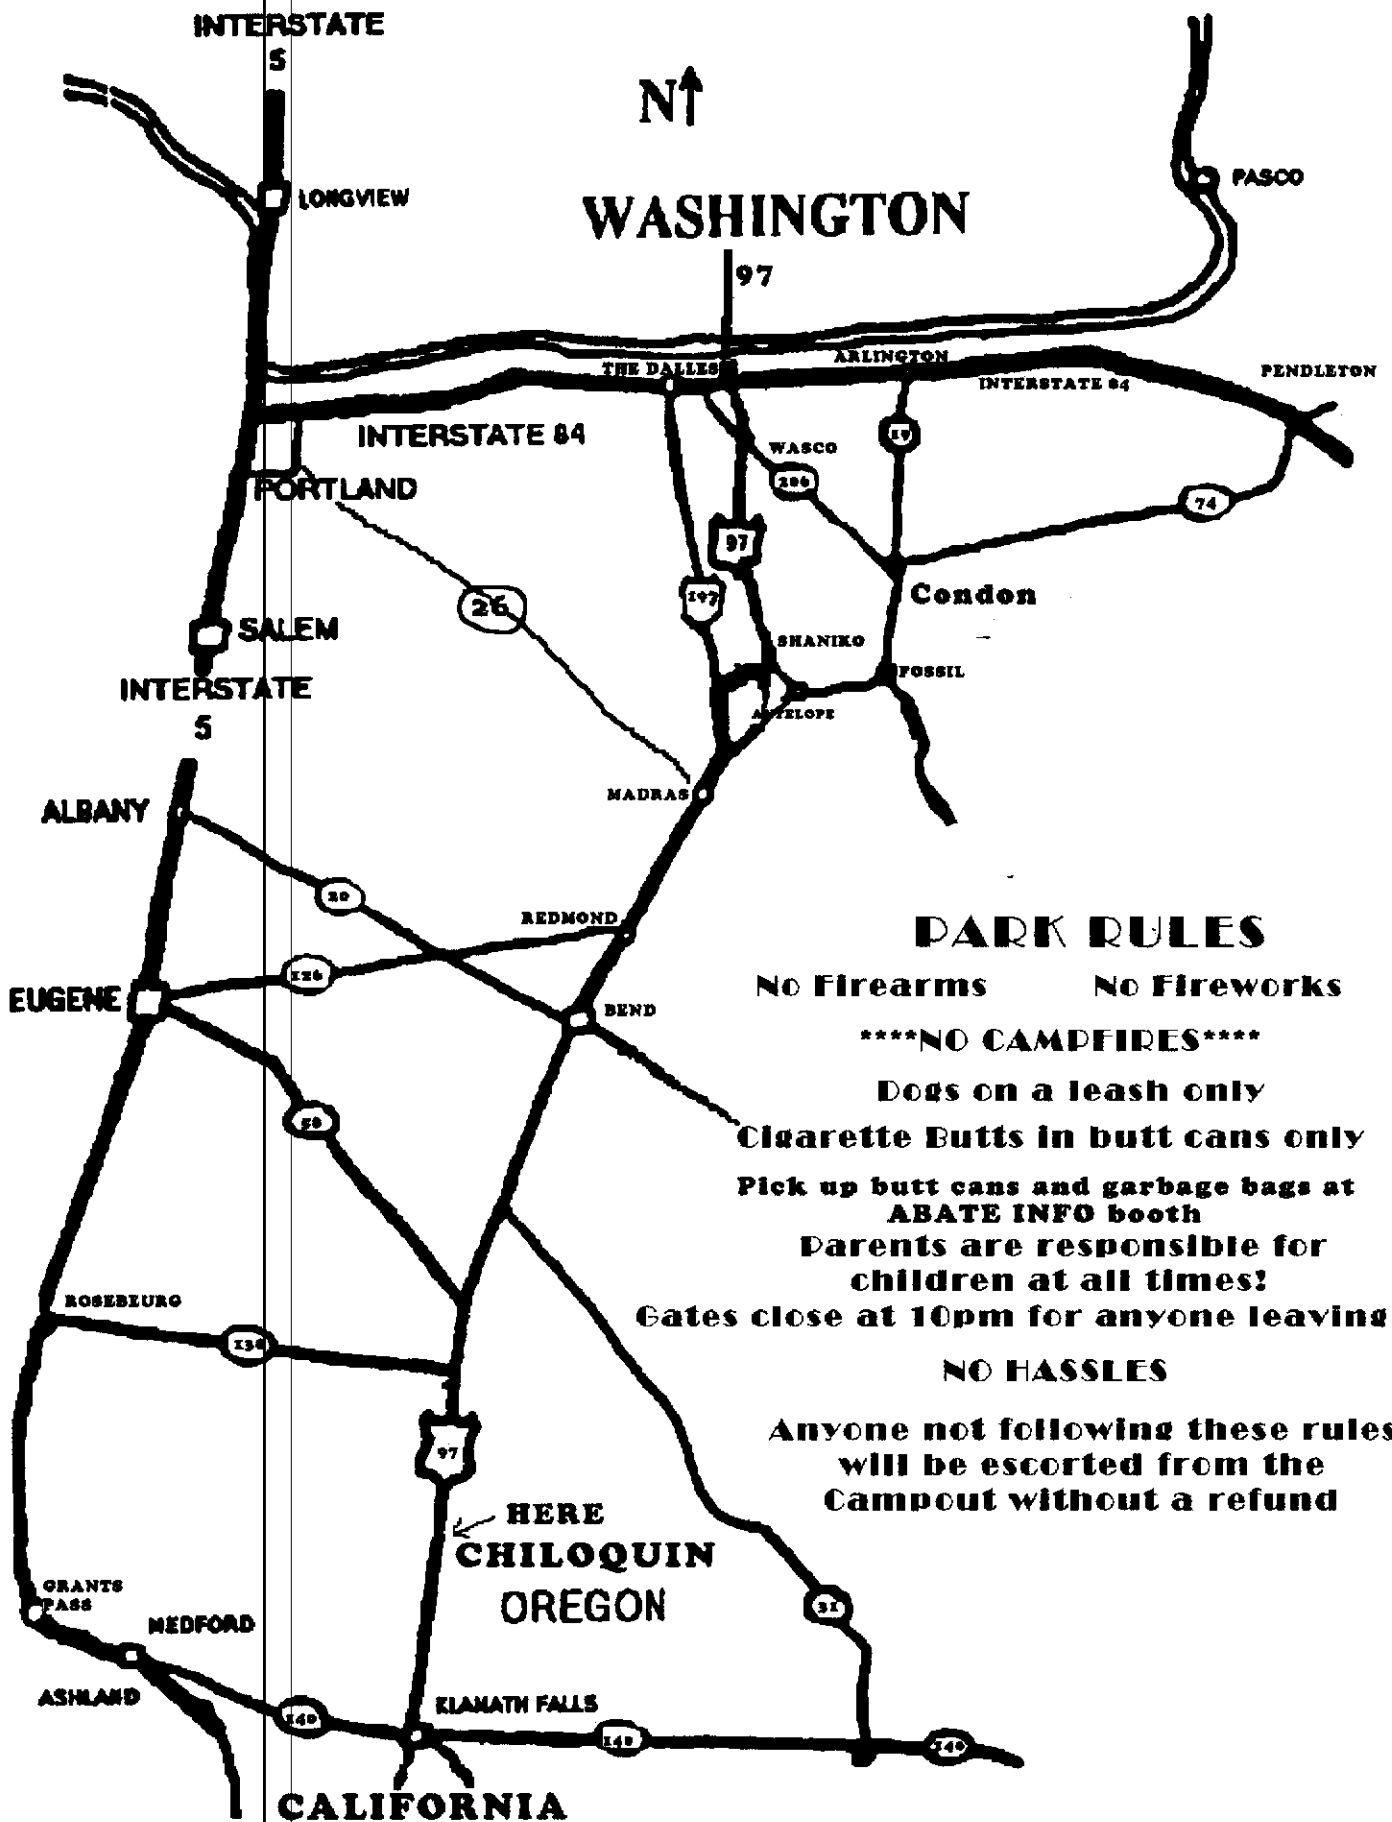 INTERSTATE
5
N
LONGVIEW
PASCO
WASHINGTON
97
THE DALLES
ARLINGTON
INTERSTATE 84
PENDLETON
INTERSTATE 84
19
WASCO
206
PORTLAND
74
97
26
197
Condon
SALEM
SHANIKO
FOSSIL
INTERSTATE
5
ANTELOPE
MADRAS
ALBANY
20
REDMOND
126
EUGENE
BEND
58
PARK RULES
No Firearms No Fireworks
****NO CAMPFIRES****
Dogs on a leash only
Cigarette Butts in butt cans only
Pick up butt cans and garbage bags at
ABATE INFO booth
Parents are responsible for
children at all times!
Gates close at 10pm for anyone leaving
NO HASSLES
Anyone not following these rules
will be escorted from the
Campout without a refund
ROSEBEURG
138
97
HERE
CHILOQUIN
OREGON
31
GRANTS
PASS
MEDFORD
ASHLAND
140
KLAMATH FALLS
140
140
CALIFORNIA